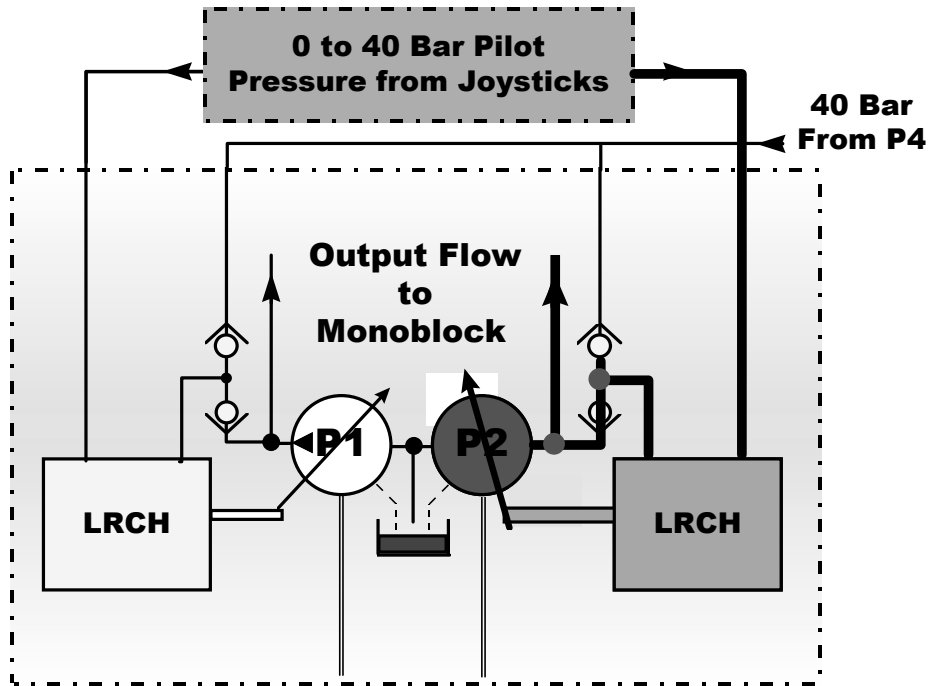 0 to 40 Bar Pilot
Pressure from Joysticks
40 Bar
From P4
Output Flow
to
Monoblock
P1
P2
LRCH
LRCH